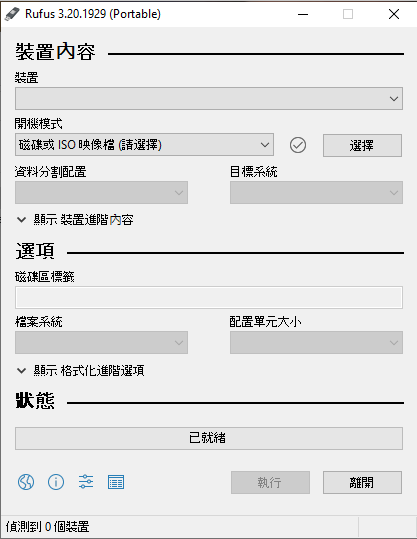 Rufus 3.20.1929 (Portable)
裝置內容
裝置
開機模式
磁碟或 ISO 映像檔 (請選擇)
選擇
資料分割配置
目標系統
顯示 裝置進階內容
選項
磁碟區標籤
檔案系統
配置單元大小
顯示 格式化進階選項
狀態
已就緒
執行
離開
偵測到 0 個裝置